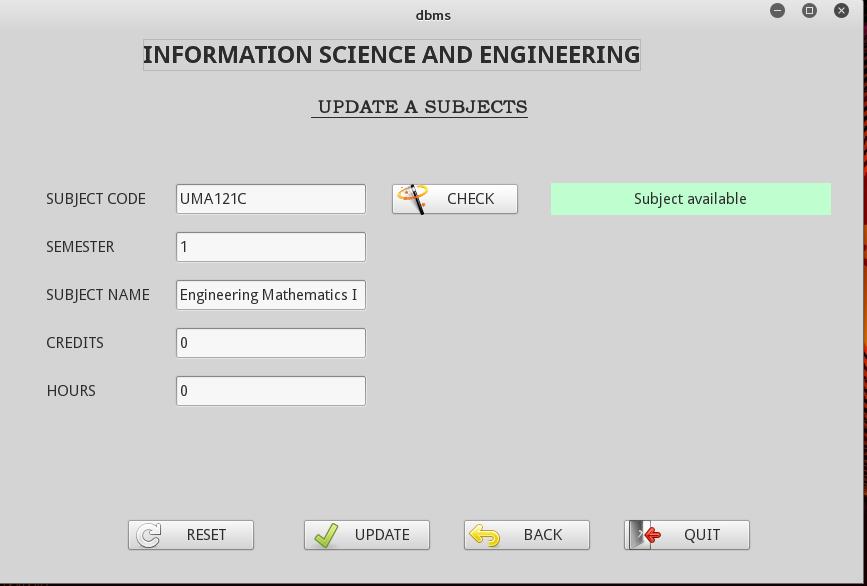 dbms
INFORMATION SCIENCE AND ENGINEERING
UPDATE A SUBJECTS
SUBJECT CODE UMA121C CHECK Subject available
SEMESTER 1
SUBJECT NAME Engineering Mathematics I
CREDITS 0
HOURS 0
RESET UPDATE BACK QUIT